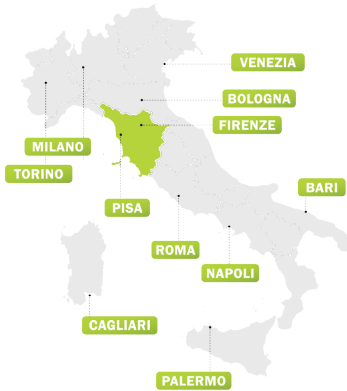 VENEZIA
BOLOGNA
FIRENZE
MILANO
TORINO
BARI
PISA
ROMA
NAPOLI
CAGLIARI
PALERMO